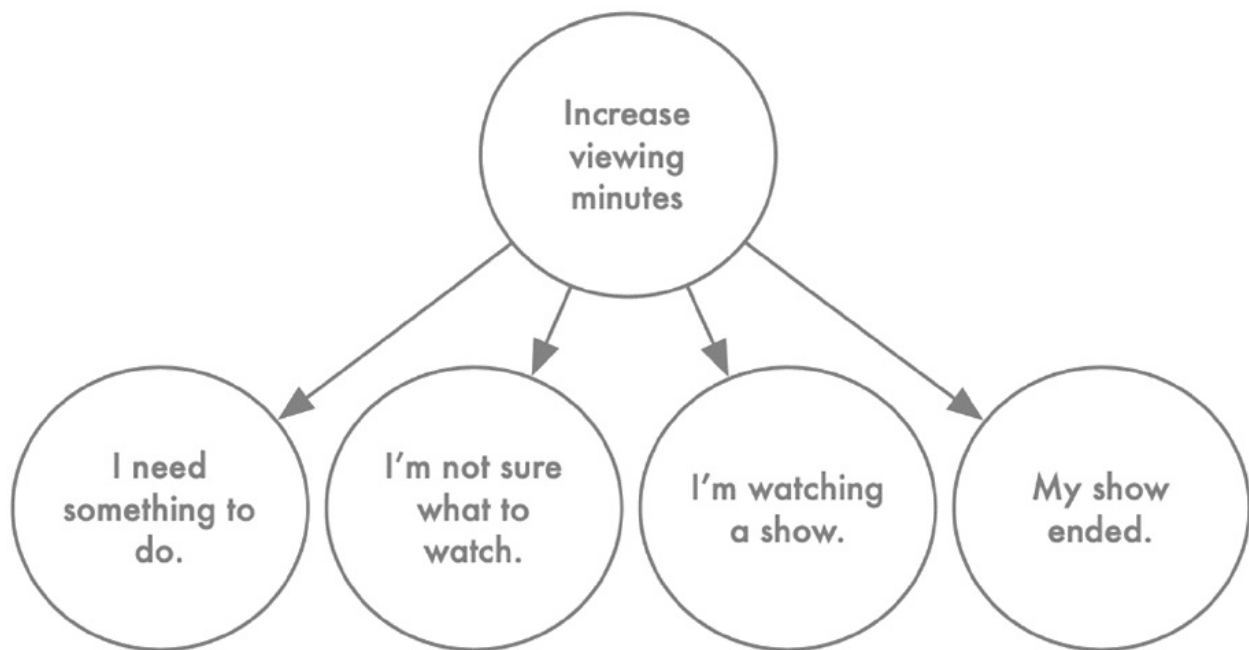 Increase
viewing
minutes
I need
something to
do.
I’m not sure
what to
watch.
I’m watching
a show.
My show
ended.